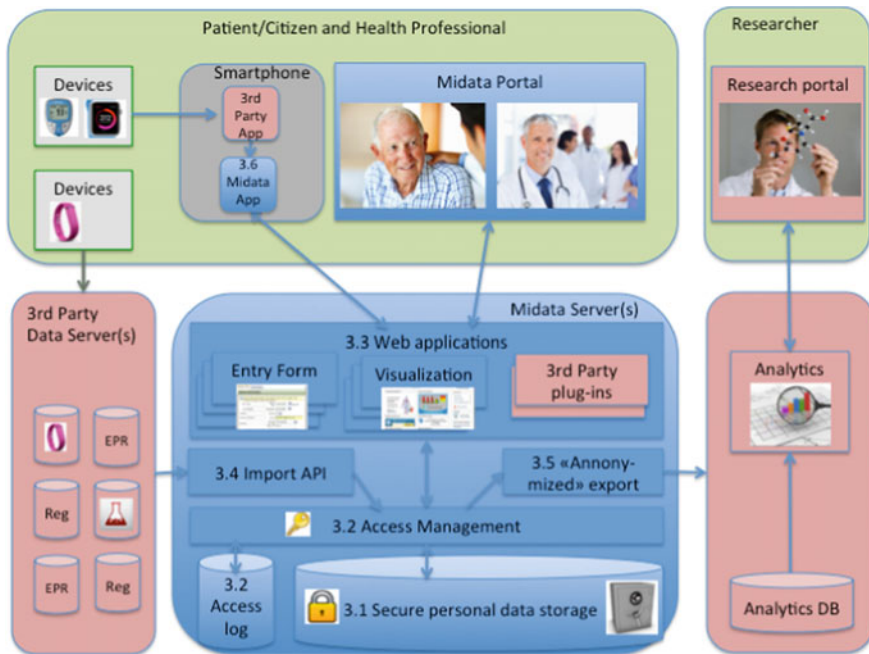 Patient/Citizen and Health Professional
Researcher
Devices
Smartphone
3rd
Party
App
3.6
Midata
App
Midata Portal
Research portal
Devices
3rd Party
Data Server(s)
EPR
Reg
EPR
Reg
Midata Server(s)
3.3 Web applications
Entry Form
Visualization
3rd Party
plug-ins
3.4 Import API
3.5 «Annony-
mized» export
3.2 Access Management
3.2
Access
log
3.1 Secure personal data storage
Analytics
Analytics DB